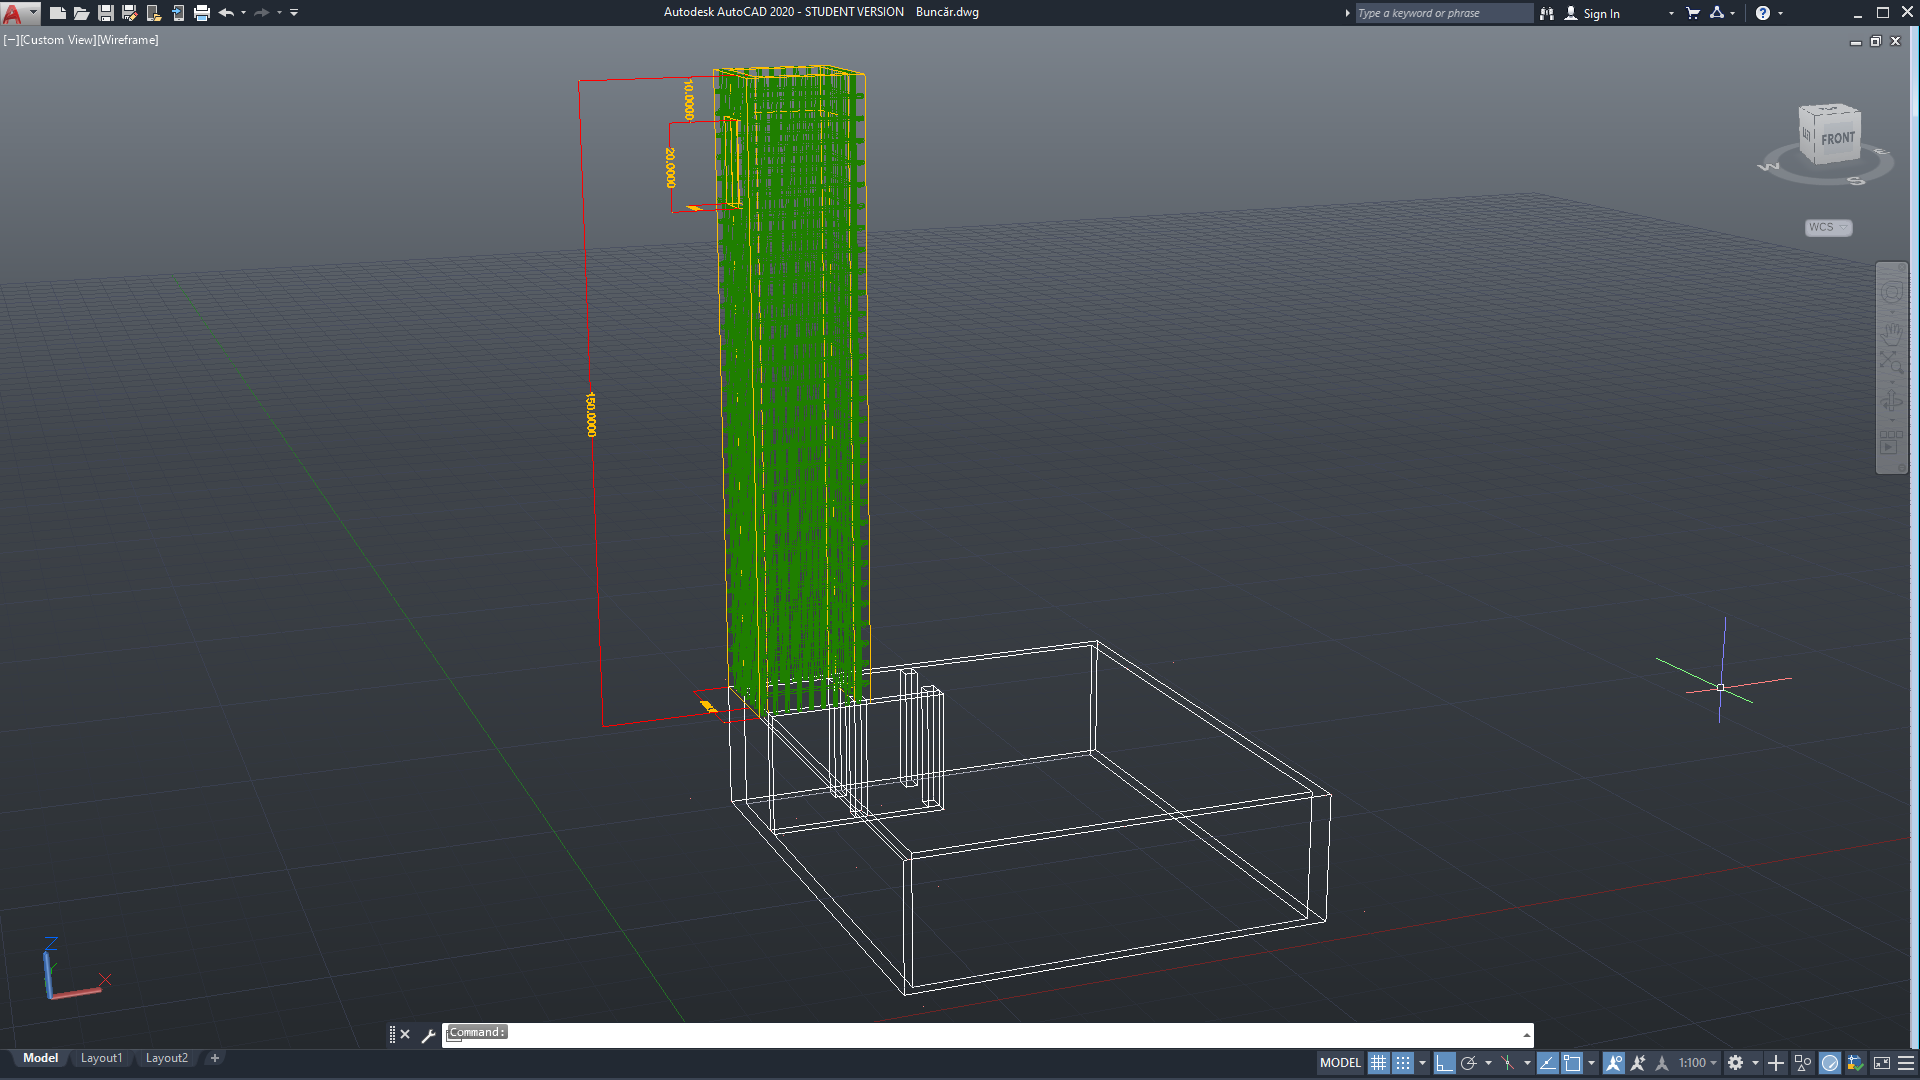 Autodesk AutoCAD 2020 - STUDENT VERSION Buncăr.dwg
Type a keyword or phrase
Sign In
[−][Custom View][Wireframe]
10.0000
20.0000
150.0000
FRONT
W
S
E
WCS
Z
X
Command:
Model
Layout1
Layout2
MODEL
1:100